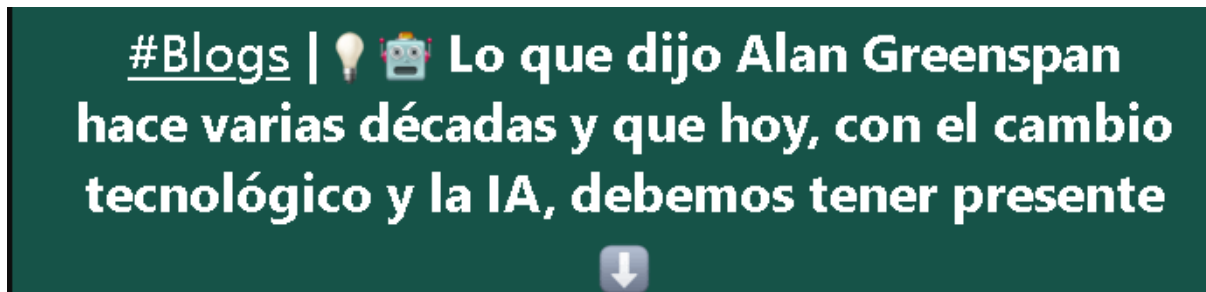 #Blogs | 💡🤖 Lo que dijo Alan Greenspan
hace varias décadas y que hoy, con el cambio
tecnológico y la IA, debemos tener presente
⬇️